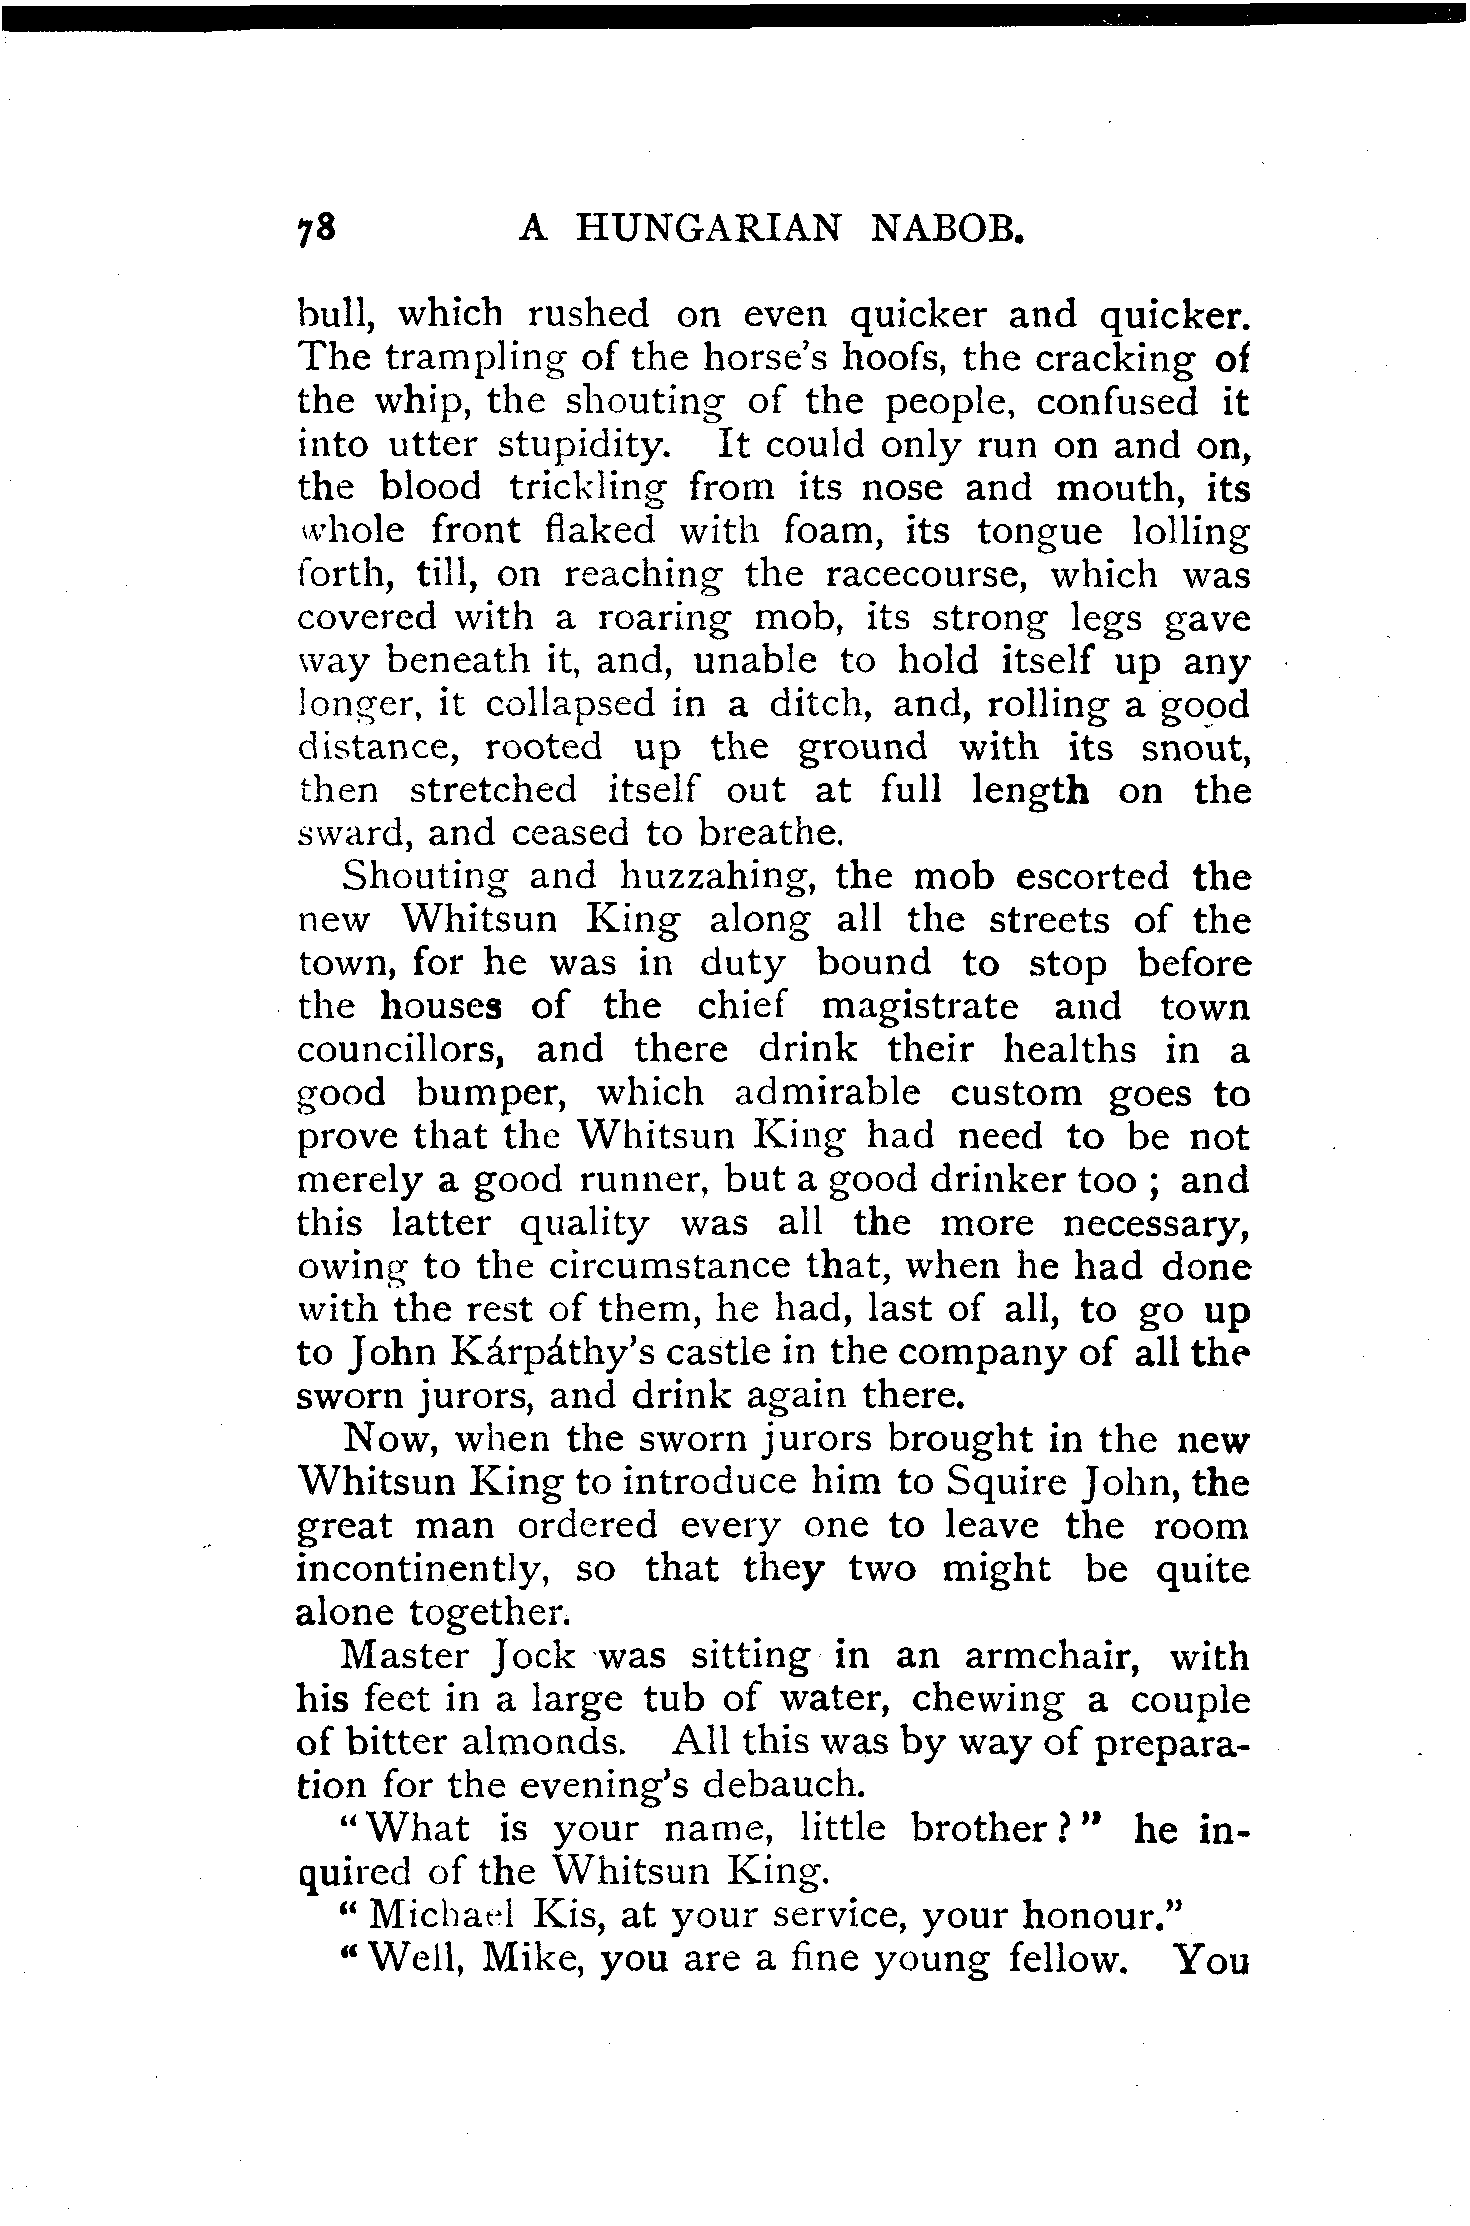 78 A HUNGARIAN NABOB.
bull, which rushed on even quicker and quicker.
The trampling of the horse's hoofs, the cracking of
the whip, the shouting of the people, confused it
into utter stupidity. It could only run on and on,
the blood trickling from its nose and mouth, its
whole front flaked with foam, its tongue lolling
forth, till, on reaching the racecourse, which was
covered with a roaring mob, its strong legs gave
way beneath it, and, unable to hold itself up any
longer, it collapsed in a ditch, and, rolling a good
distance, rooted up the ground with its snout,
then stretched itself out at full length on the
sward, and ceased to breathe.
Shouting and huzzahing, the mob escorted the
new Whitsun King along all the streets of the
town, for he was in duty bound to stop before
the houses of the chief magistrate and town
councillors, and there drink their healths in a
good bumper, which admirable custom goes to
prove that the Whitsun King had need to be not
merely a good runner, but a good drinker too ; and
this latter quality was all the more necessary,
owing to the circumstance that, when he had done
with the rest of them, he had, last of all, to go up
to John Kárpáthy's castle in the company of all the
sworn jurors, and drink again there.
Now, when the sworn jurors brought in the new
Whitsun King to introduce him to Squire John, the
great man ordered every one to leave the room
incontinently, so that they two might be quite
alone together.
Master Jock was sitting in an armchair, with
his feet in a large tub of water, chewing a couple
of bitter almonds. All this was by way of prepara-
tion for the evening's debauch.
"What is your name, little brother?" he in-
quired of the Whitsun King.
"Michael Kis, at your service, your honour."
"Well, Mike, you are a fine young fellow. You